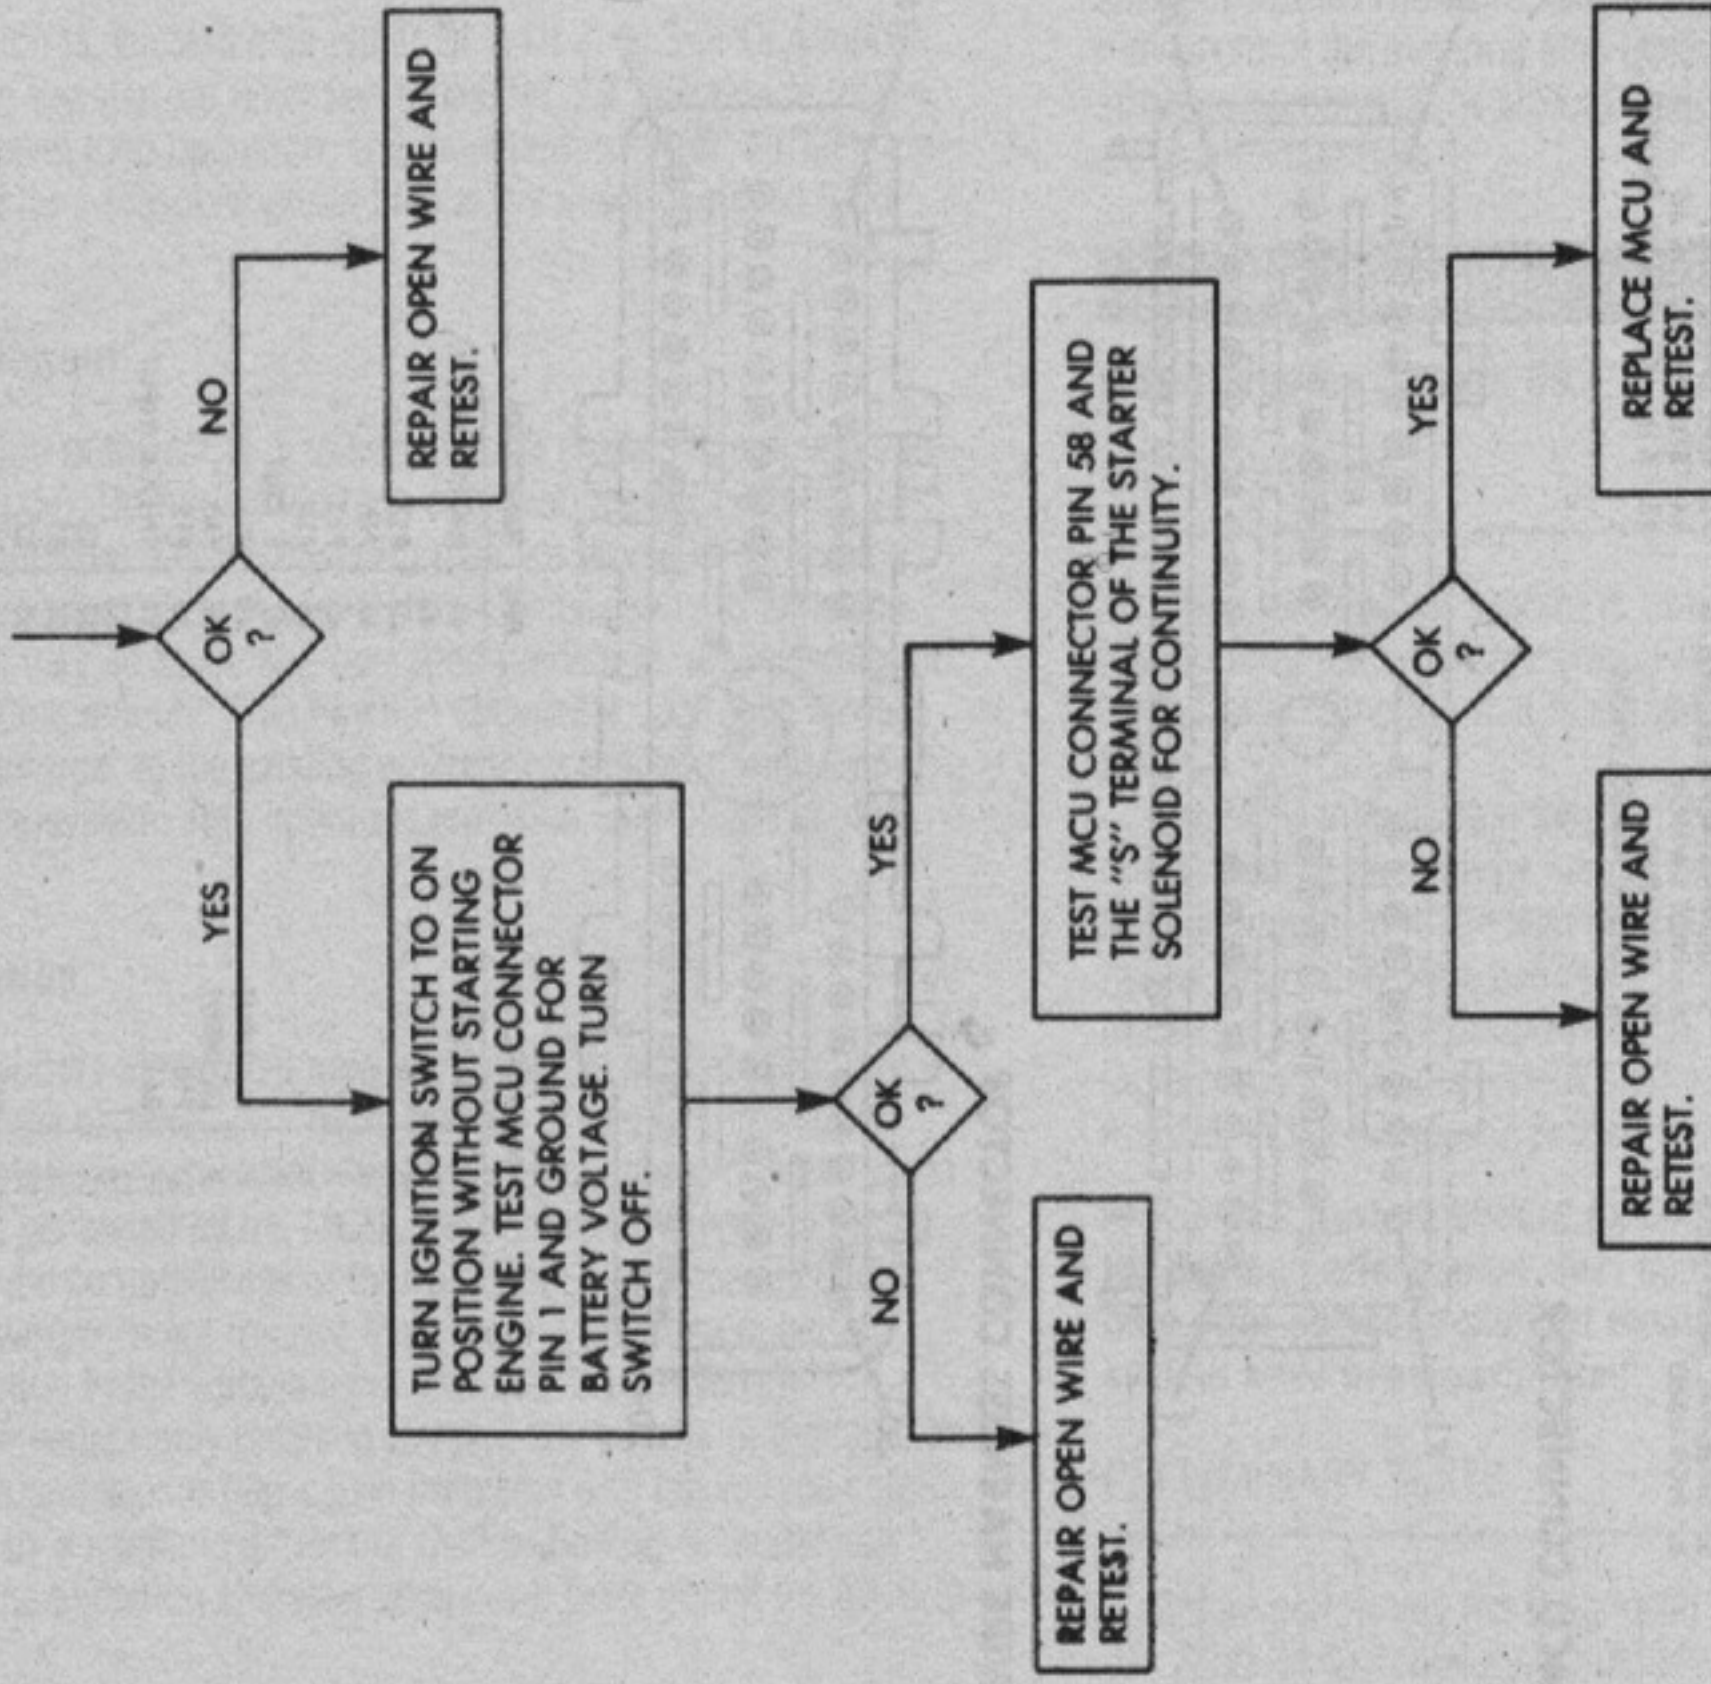 OK
?
NO
REPAIR OPEN WIRE AND
RETEST.
YES
TURN IGNITION SWITCH TO ON
POSITION WITHOUT STARTING
ENGINE. TEST MCU CONNECTOR
PIN 1 AND GROUND FOR
BATTERY VOLTAGE. TURN
SWITCH OFF.
OK
?
NO
REPAIR OPEN WIRE AND
RETEST.
YES
TEST MCU CONNECTOR PIN 58 AND
THE "S" TERMINAL OF THE STARTER
SOLENOID FOR CONTINUITY.
OK
?
NO
REPAIR OPEN WIRE AND
RETEST.
YES
REPLACE MCU AND
RETEST.